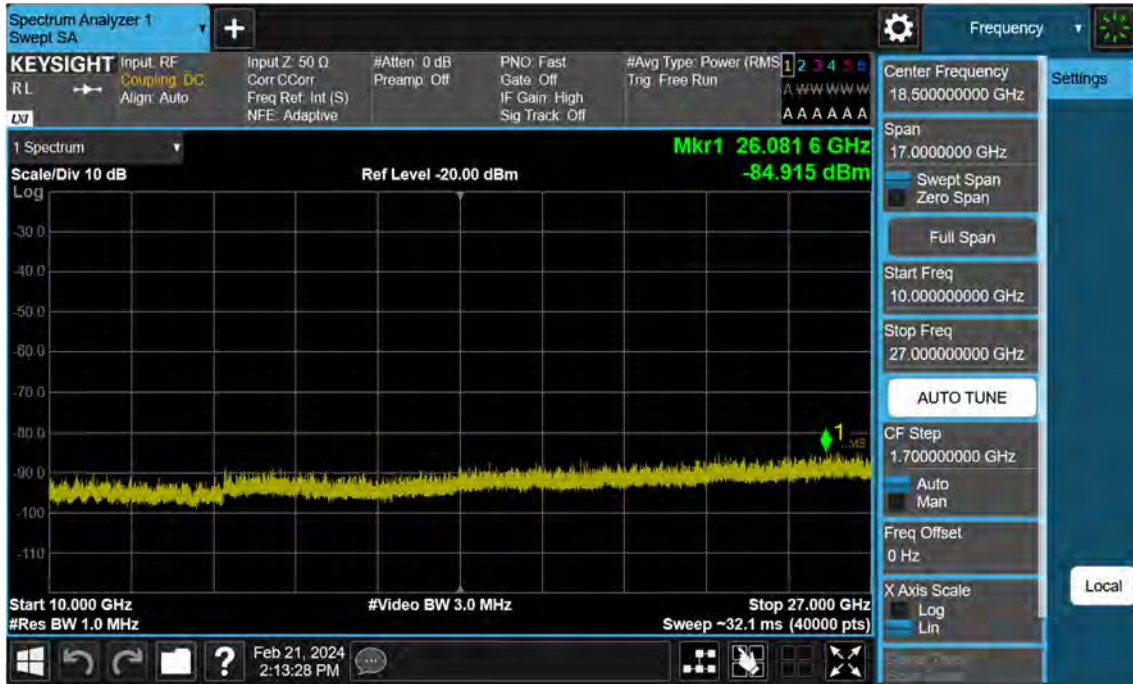 Spectrum Analyzer 1
Swept SA
Frequency
KEYSIGHT
RL
LXI
Input: RF
Coupling: DC
Align: Auto
Input Z: 50 Ω
Corr CCorr
Freq Ref: Int (S)
NFE: Adaptive
#Atten: 0 dB
Preamp: Off
PNO: Fast
Gate: Off
IF Gain: High
Sig Track: Off
#Avg Type: Power (RMS
Trig: Free Run
1 2 3 4 5 6
A W W W W W
A A A A A A
1 Spectrum
Mkr1 26.081 6 GHz
-84.915 dBm
Scale/Div 10 dB
Ref Level -20.00 dBm
Log
-30.0
-40.0
-50.0
-60.0
-70.0
-80.0
-90.0
-100
-110
1
Start 10.000 GHz
#Video BW 3.0 MHz
Stop 27.000 GHz
#Res BW 1.0 MHz
Sweep ~32.1 ms (40000 pts)
Center Frequency
18.500000000 GHz
Settings
Span
17.0000000 GHz
Swept Span
Zero Span
Full Span
Start Freq
10.000000000 GHz
Stop Freq
27.000000000 GHz
AUTO TUNE
CF Step
1.700000000 GHz
Auto
Man
Freq Offset
0 Hz
X Axis Scale
Log
Lin
Local
Feb 21, 2024
2:13:28 PM